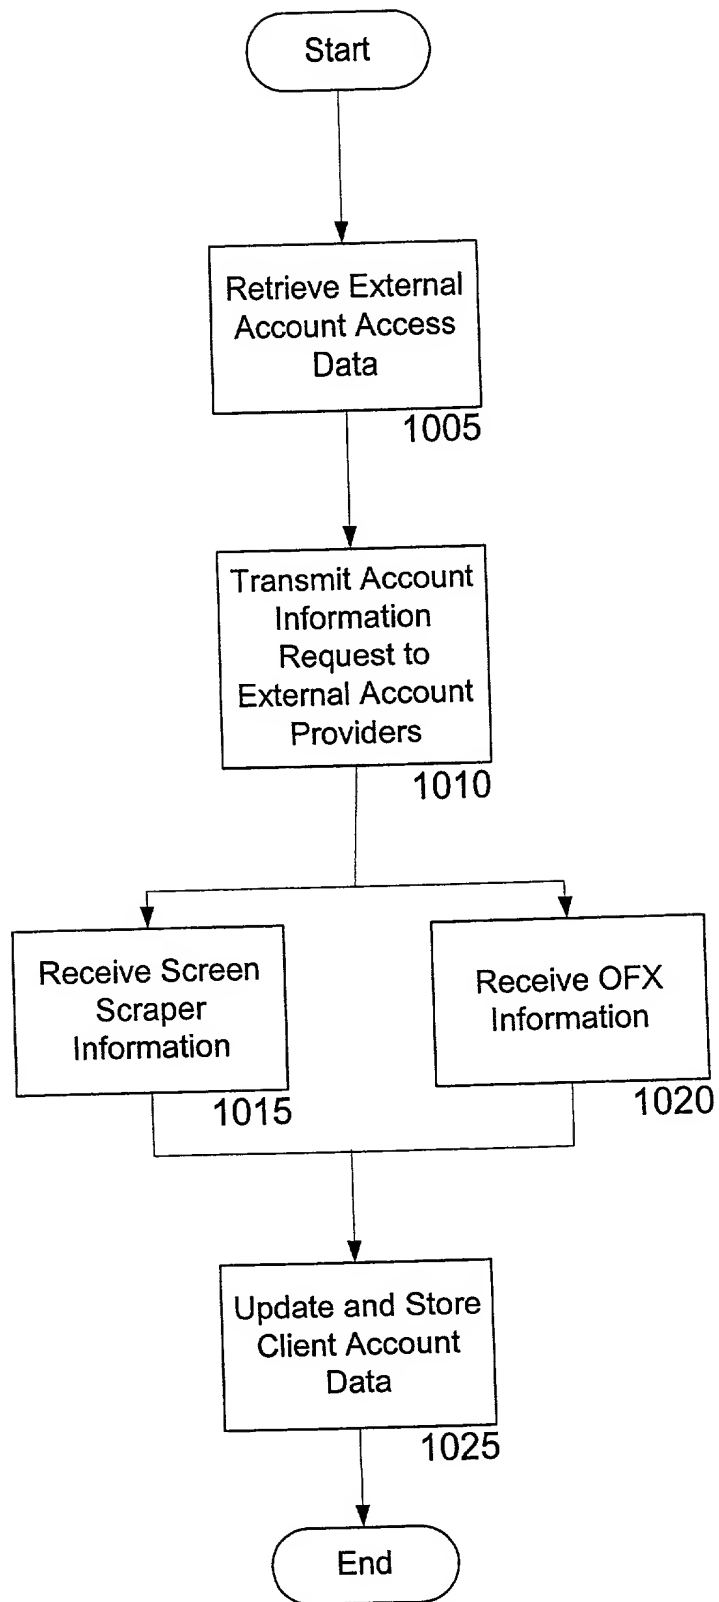 Start
Retrieve External
Account Access
Data
1005
Transmit Account
Information
Request to
External Account
Providers
1010
Receive Screen
Scraper
Information
1015
Receive OFX
Information
1020
Update and Store
Client Account
Data
1025
End